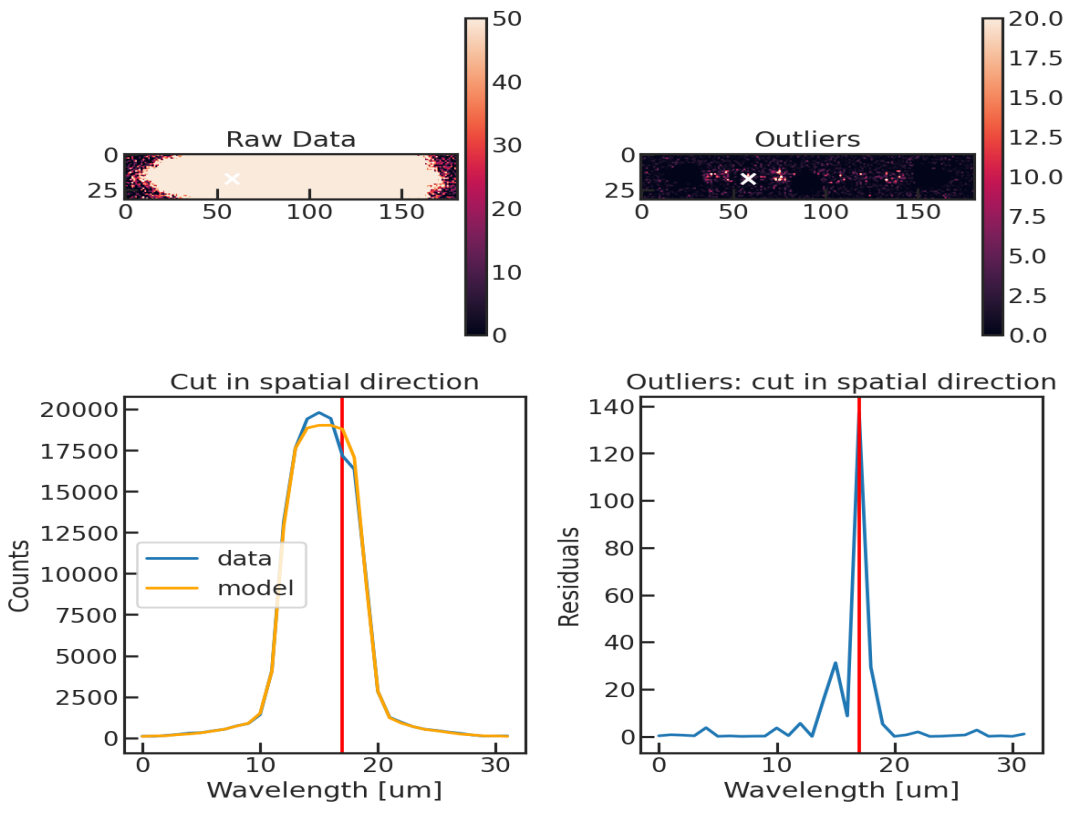 Raw Data
0
25
0 50 100 150
50
40
30
20
10
0
Outliers
0
25
0 50 100 150
20.0
17.5
15.0
12.5
10.0
7.5
5.0
2.5
0.0
Cut in spatial direction
Counts
20000
17500
15000
12500
10000
7500
5000
2500
0
data
model
0 10 20 30
Wavelength [um]
Outliers: cut in spatial direction
Residuals
140
120
100
80
60
40
20
0
0 10 20 30
Wavelength [um]